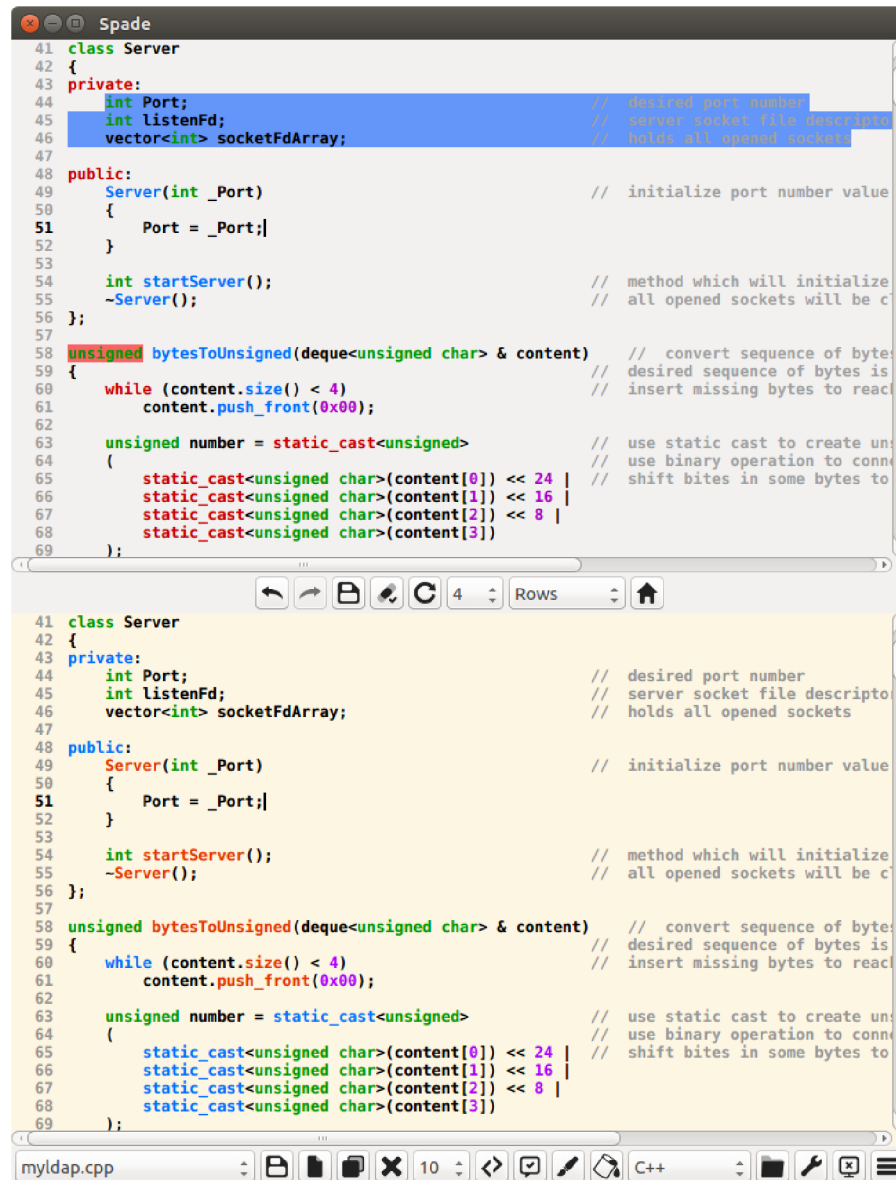 Spade
41 class Server
42 {
43 private:
44     int Port;                                           //  desired port number
45     int listenFd;                                       //  server socket file descripto
46     vector<int> socketFdArray;                          //  holds all opened sockets
47
48 public:
49     Server(int _Port)                                   //  initialize port number value
50     {
51         Port = _Port;
52     }
53
54     int startServer();                                  //  method which will initialize
55     ~Server();                                          //  all opened sockets will be c
56 };
57
58 unsigned bytesToUnsigned(deque<unsigned char> & content)    //  convert sequence of bytes
59 {                                                       //  desired sequence of bytes is
60     while (content.size() < 4)                          //  insert missing bytes to reac
61         content.push_front(0x00);
62
63     unsigned number = static_cast<unsigned>             //  use static cast to create un
64     (                                                   //  use binary operation to conn
65         static_cast<unsigned char>(content[0]) << 24 |  //  shift bites in some bytes to
66         static_cast<unsigned char>(content[1]) << 16 |
67         static_cast<unsigned char>(content[2]) << 8 |
68         static_cast<unsigned char>(content[3])
69     );
4 Rows
41 class Server
42 {
43 private:
44     int Port;                                           //  desired port number
45     int listenFd;                                       //  server socket file descripto
46     vector<int> socketFdArray;                          //  holds all opened sockets
47
48 public:
49     Server(int _Port)                                   //  initialize port number value
50     {
51         Port = _Port;
52     }
53
54     int startServer();                                  //  method which will initialize
55     ~Server();                                          //  all opened sockets will be c
56 };
57
58 unsigned bytesToUnsigned(deque<unsigned char> & content)    //  convert sequence of bytes
59 {                                                       //  desired sequence of bytes is
60     while (content.size() < 4)                          //  insert missing bytes to reac
61         content.push_front(0x00);
62
63     unsigned number = static_cast<unsigned>             //  use static cast to create un
64     (                                                   //  use binary operation to conn
65         static_cast<unsigned char>(content[0]) << 24 |  //  shift bites in some bytes to
66         static_cast<unsigned char>(content[1]) << 16 |
67         static_cast<unsigned char>(content[2]) << 8 |
68         static_cast<unsigned char>(content[3])
69     );
myldap.cpp 10 C++